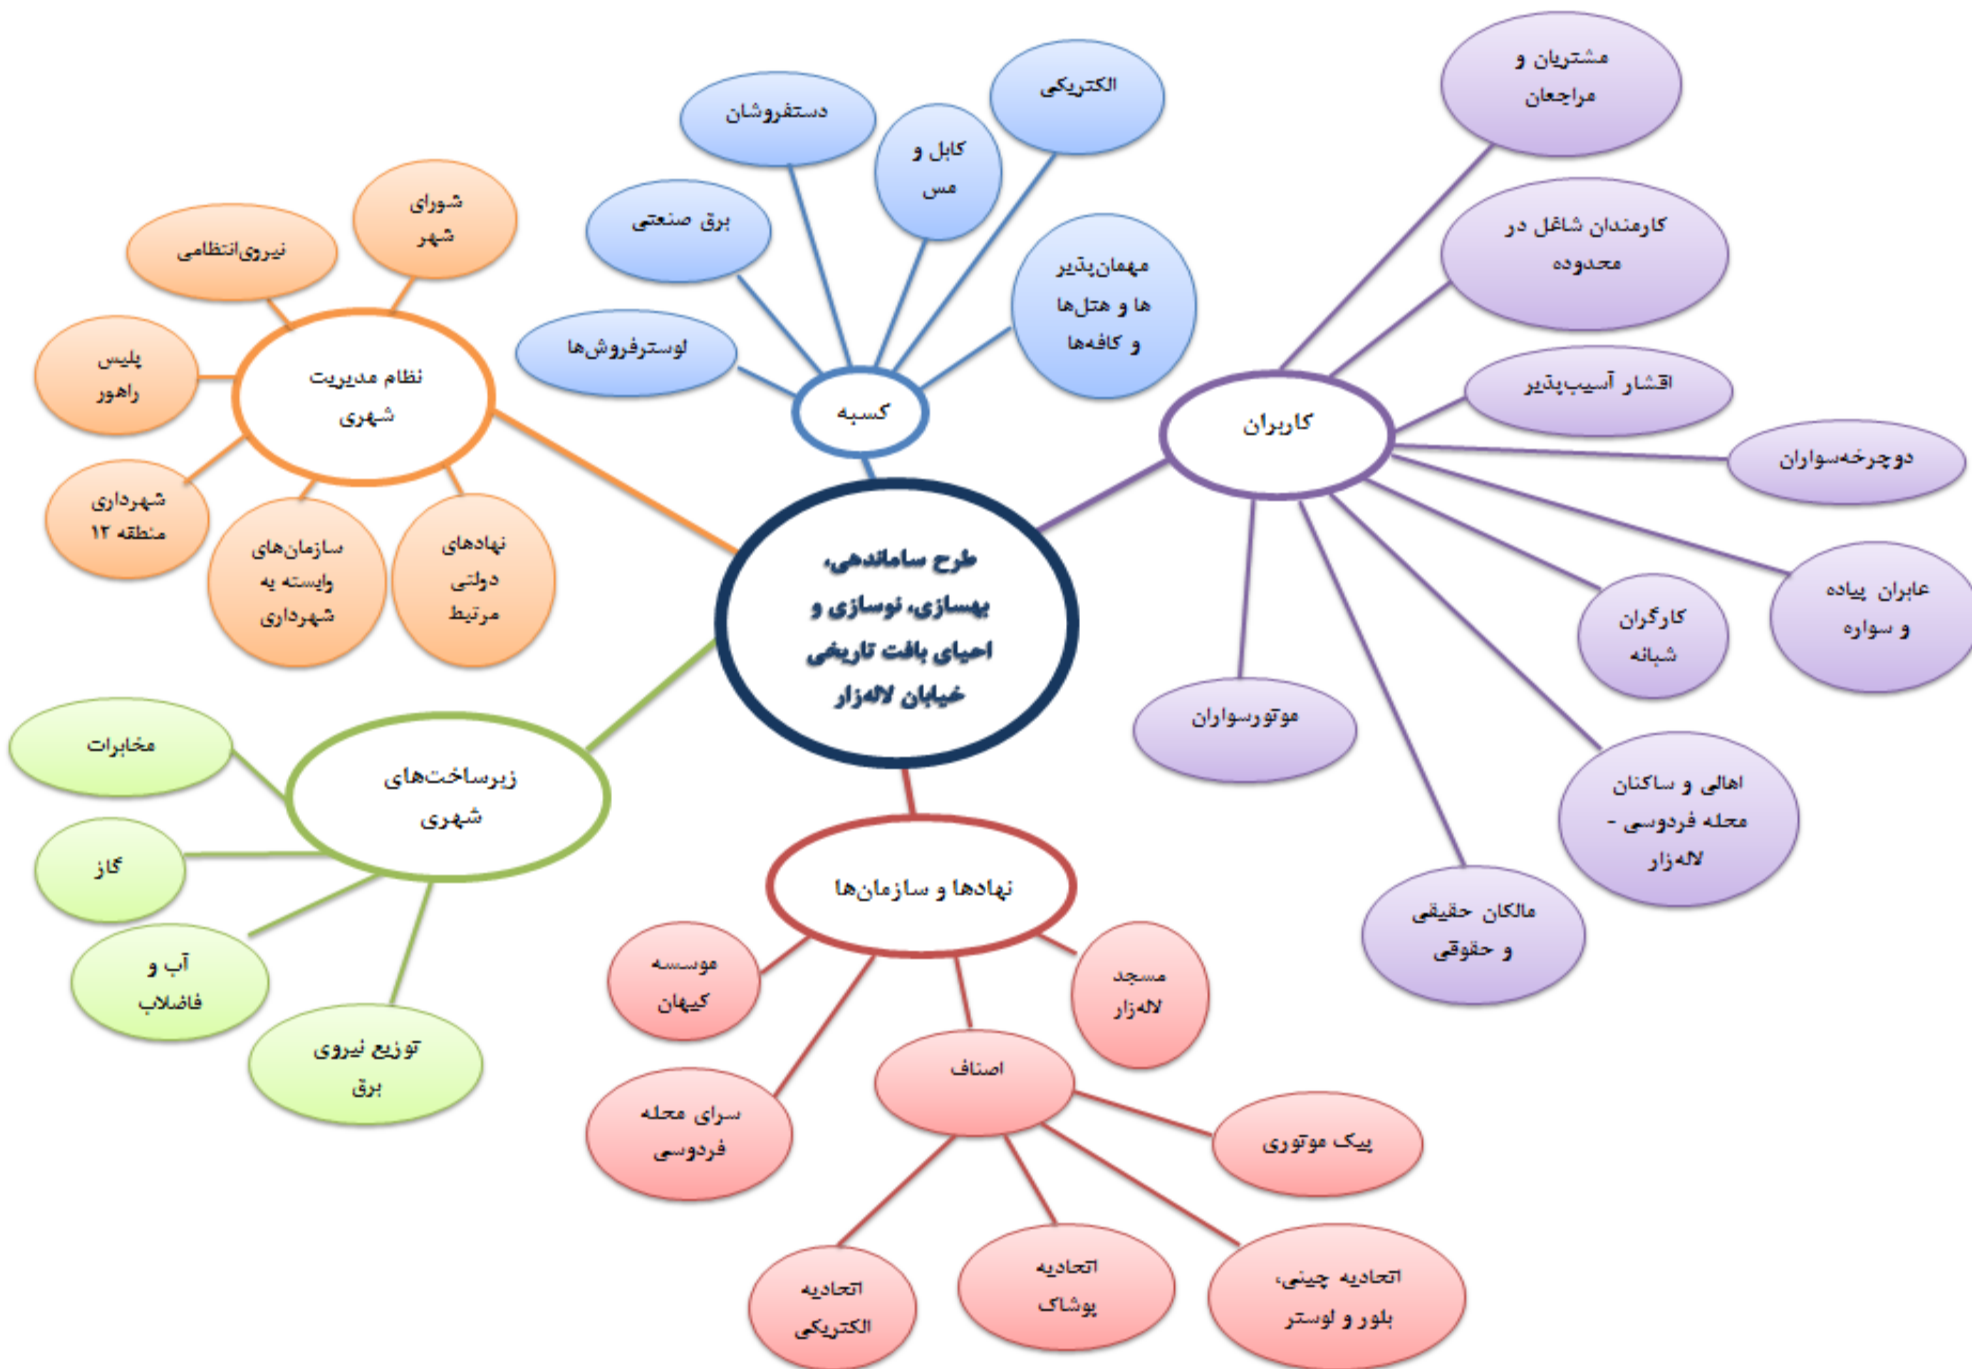 طرح ساماندهی،
بهسازی، نوسازی و
احیای بافت تاریخی
خیابان لاله‌زار
کاربران
مشتریان و
مراجعان
کارمندان شاغل در
محدوده
اقشار آسیب‌پذیر
دوچرخه‌سواران
عابران پیاده
و سواره
کارگران
شبانه
اهالی و ساکنان
محله فردوسی -
لاله‌زار
مالکان حقیقی
و حقوقی
موتورسواران
کسبه
الکتریکی
کابل و
مس
دستفروشان
برق صنعتی
لوسترفروش‌ها
مهمان‌پذیر
ها و هتل‌ها
و کافه‌ها
نظام مدیریت
شهری
شورای
شهر
نیروی‌انتظامی
پلیس
راهور
شهرداری
منطقه ۱۲
سازمان‌های
وابسته به
شهرداری
نهادهای
دولتی
مرتبط
زیرساخت‌های
شهری
مخابرات
گاز
آب و
فاضلاب
توزیع نیروی
برق
نهادها و سازمان‌ها
موسسه
کیهان
سرای محله
فردوسی
مسجد
لاله‌زار
اصناف
پیک موتوری
اتحادیه چینی،
بلور و لوستر
اتحادیه
پوشاک
اتحادیه
الکتریکی